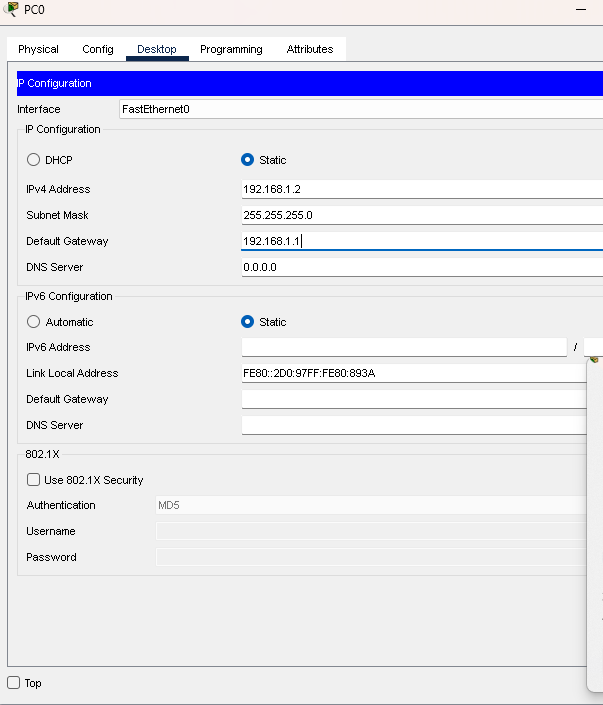 PC0
Physical Config Desktop Programming Attributes
IP Configuration
Interface FastEthernet0
IP Configuration
DHCP Static
IPv4 Address 192.168.1.2
Subnet Mask 255.255.255.0
Default Gateway 192.168.1.1
DNS Server 0.0.0.0
IPv6 Configuration
Automatic Static
IPv6 Address /
Link Local Address FE80::2D0:97FF:FE80:893A
Default Gateway
DNS Server
802.1X
Use 802.1X Security
Authentication MD5
Username
Password
Top